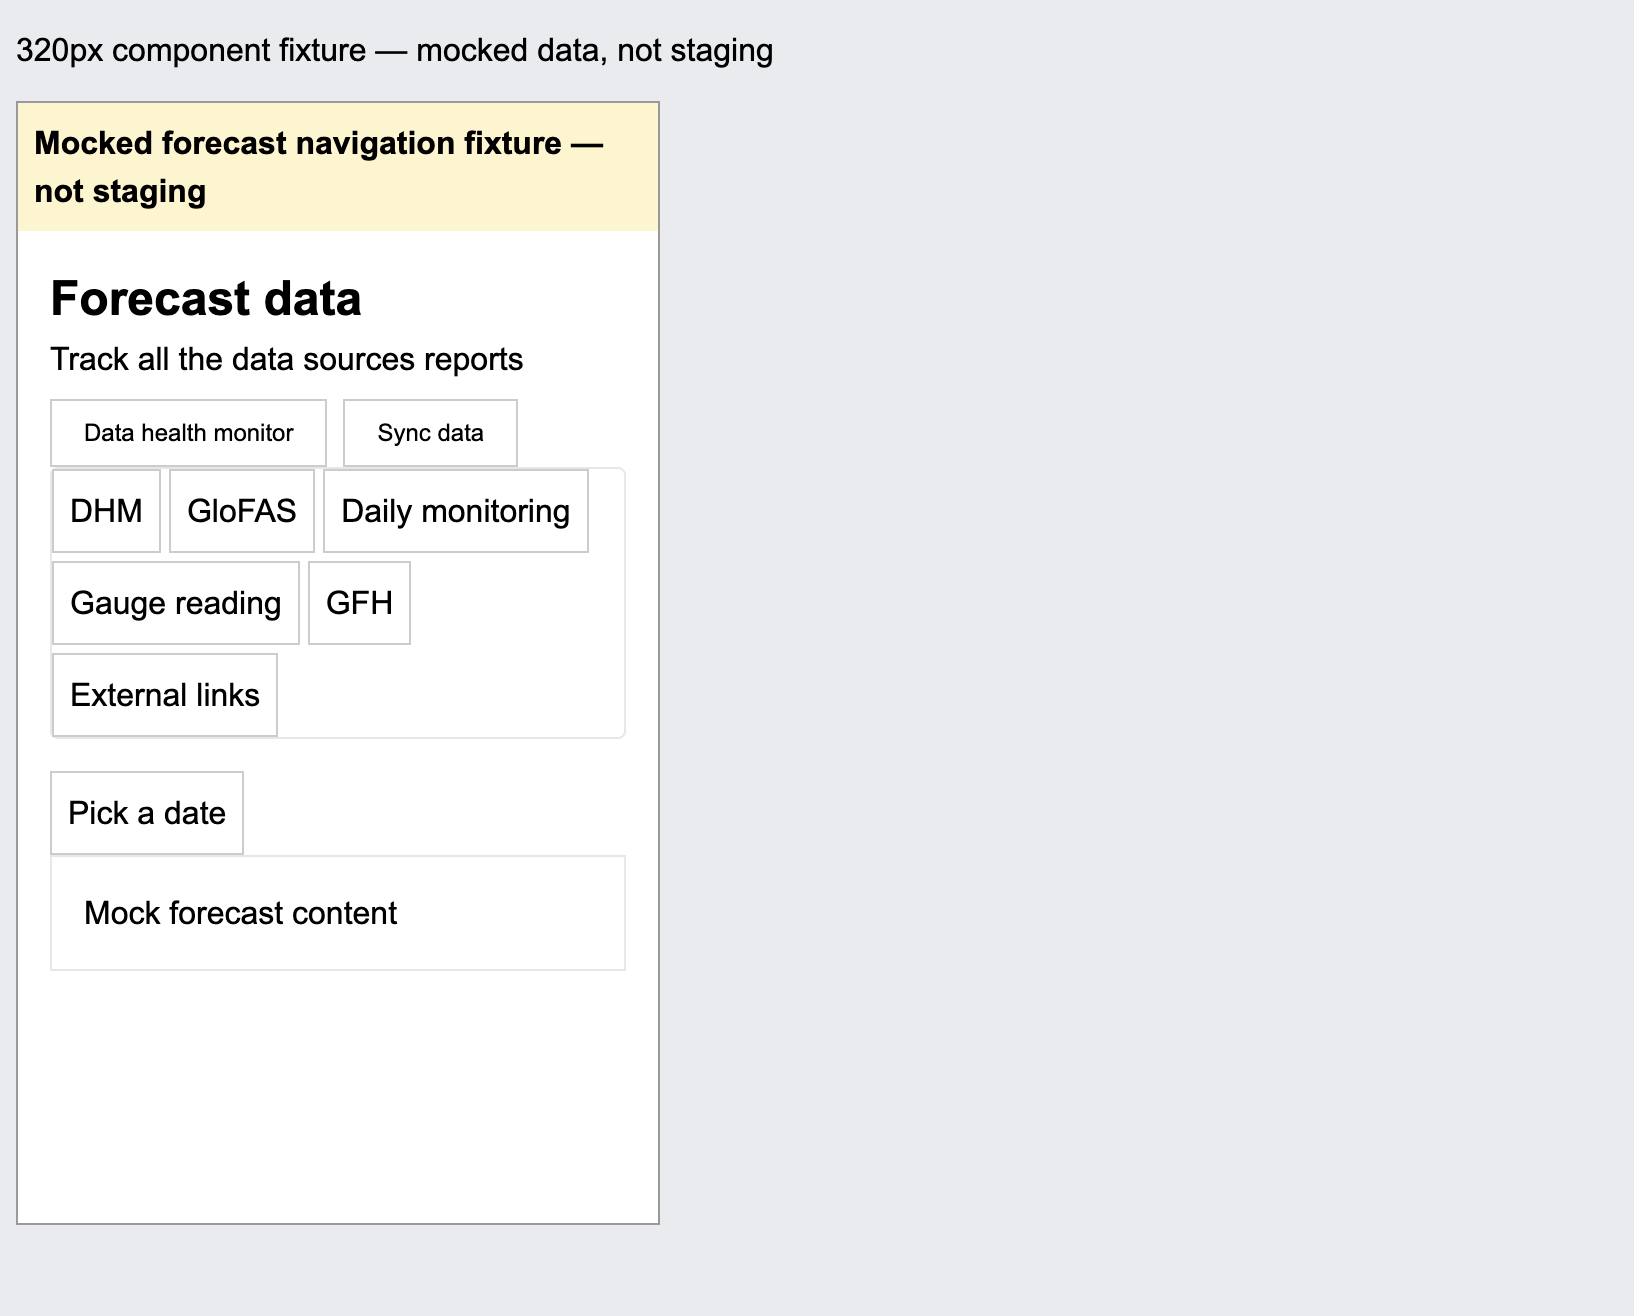 320px component fixture — mocked data, not staging
Mocked forecast navigation fixture —
not staging
Forecast data
Track all the data sources reports
Data health monitor Sync data
DHM GloFAS Daily monitoring
Gauge reading GFH
External links
Pick a date
Mock forecast content